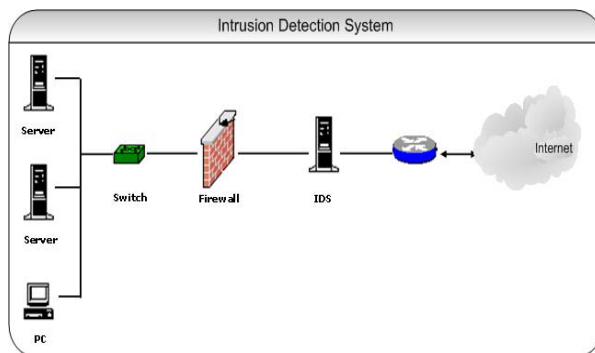 Intrusion Detection System
Server
Switch
Firewall
IDS
Internet
Server
PC